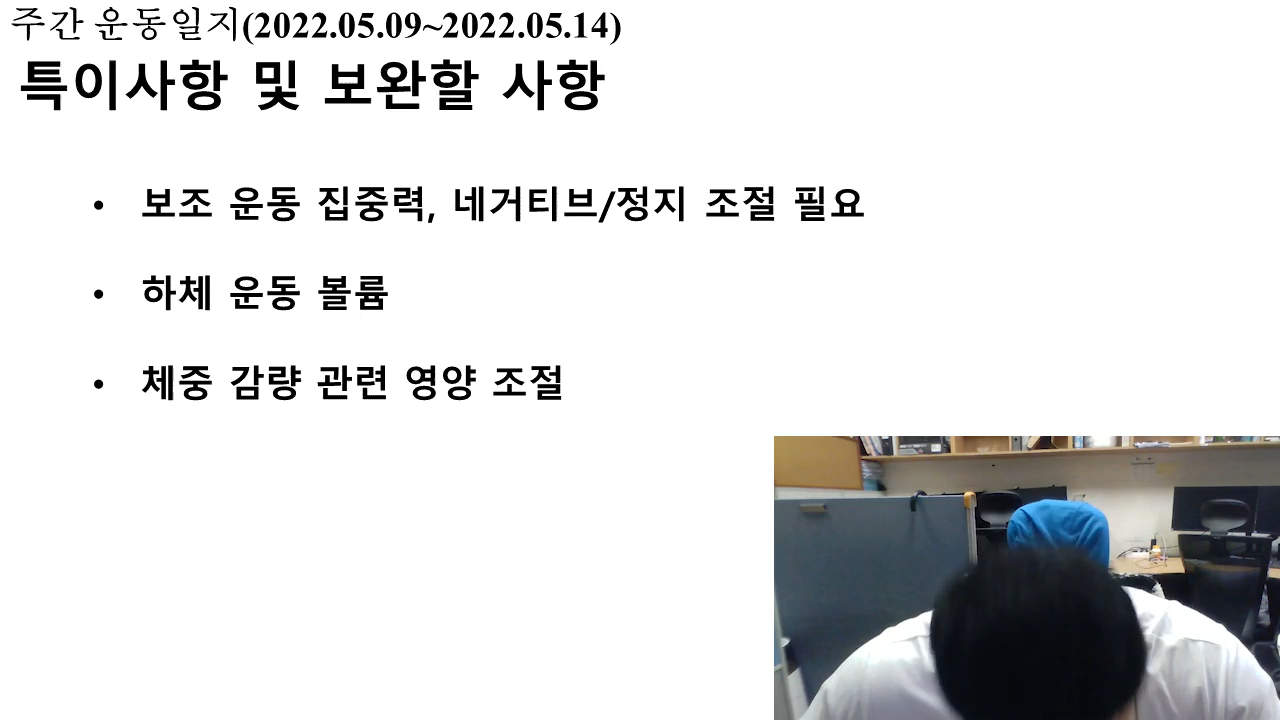 주간 운동일지(2022.05.09~2022.05.14)
특이사항 및 보완할 사항
• 보조 운동 집중력, 네거티브/정지 조절 필요
• 하체 운동 볼륨
• 체중 감량 관련 영양 조절